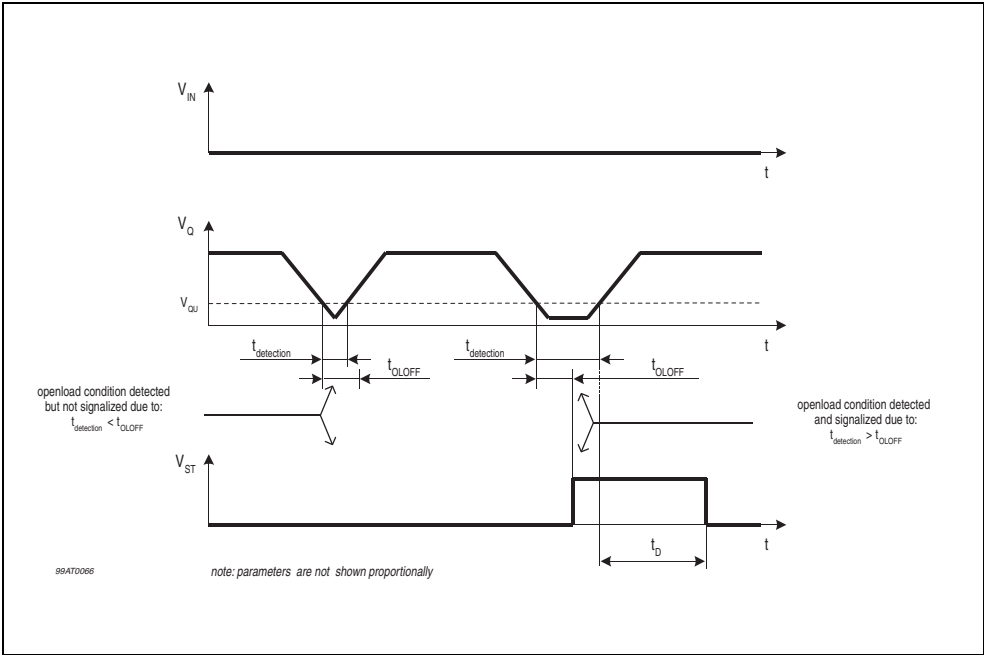 V_IN
t
V_Q
V_QU
t
t_detection
t_OLOFF
t_detection
t_OLOFF
openload condition detected
but not signalized due to:
t_detection < t_OLOFF
openload condition detected
and signalized due to:
t_detection > t_OLOFF
V_ST
t
t_D
99AT0066
note: parameters are not shown proportionally